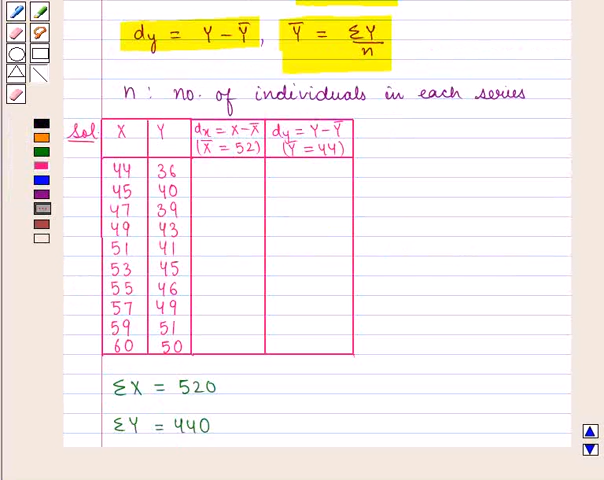 dy = Y - Y̅ , Y̅ = ΣY/n
n : no. of individuals in each series
Sol. X Y dx = X - X̅ (X̅ = 52) dy = Y - Y̅ (Y̅ = 44)
44 36
45 40
47 39
49 43
51 41
53 45
55 46
57 49
59 51
60 50
ΣX = 520
ΣY = 440